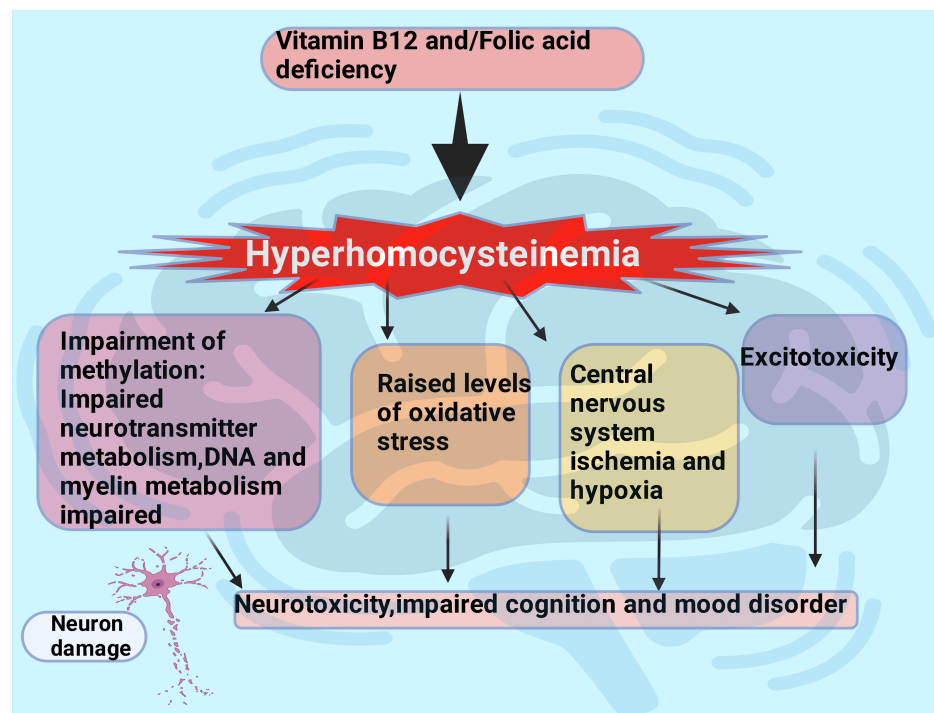 Vitamin B12 and/Folic acid
deficiency
Hyperhomocysteinemia
Impairment of
methylation:
Impaired
neurotransmitter
metabolism,DNA and
myelin metabolism
impaired
Raised levels
of oxidative
stress
Central
nervous
system
ischemia and
hypoxia
Excitotoxicity
Neurotoxicity,impaired cognition and mood disorder
Neuron
damage